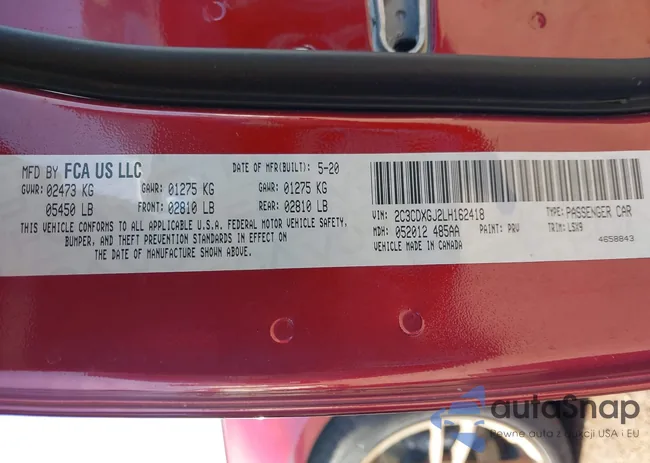 MFD BY FCA US LLC
DATE OF MFR(BUILT): 5-20
GVWR: 02473 KG GAWR: 01275 KG GAWR: 01275 KG
05450 LB FRONT: 02810 LB REAR: 02810 LB
THIS VEHICLE CONFORMS TO ALL APPLICABLE U.S.A. FEDERAL MOTOR VEHICLE SAFETY,
BUMPER, AND THEFT PREVENTION STANDARDS IN EFFECT ON
THE DATE OF MANUFACTURE SHOWN ABOVE.
VIN: 2C3CDXGJ2LH162418 TYPE: PASSENGER CAR
MDH: 052012 485AA PAINT: PRV TRIM: LSX9
VEHICLE MADE IN CANADA 4658843
autoSnap
Pewne auta z aukcji USA i EU